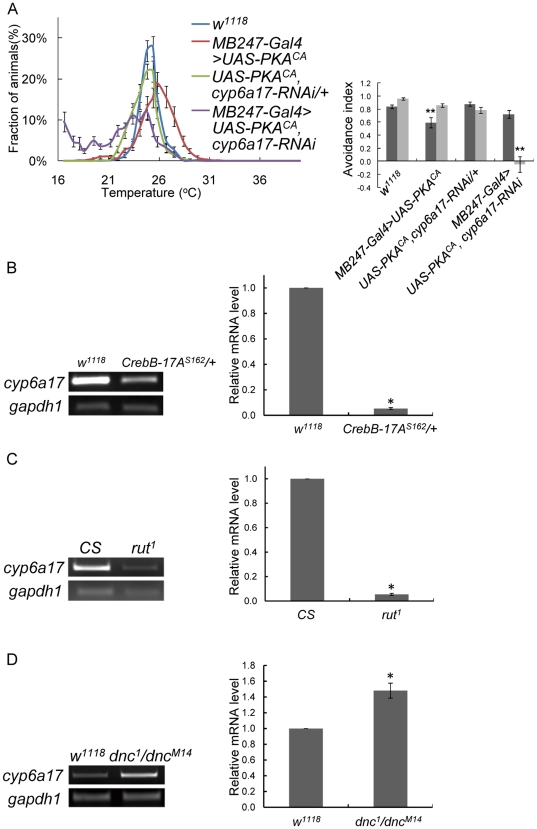 A
Fraction of animals(%)
30%
20%
10%
0%
16 21 26 31 36
Temperature (ºC)
w1118
MB247-Gal4
>UAS-PKACA
UAS-PKACA,
cyp6a17-RNAi/+
MB247-Gal4>
UAS-PKACA,
cyp6a17-RNAi
Avoidance index
1.0
0.8
0.6
0.4
0.2
0.0
-0.2
-0.4
**
**
w1118
MB247-Gal4>UAS-PKACA
UAS-PKACA,cyp6a17-RNAi/+
MB247-Gal4>
UAS-PKACA, cyp6a17-RNAi
B
w1118 CrebB-17AS162/+
cyp6a17
gapdh1
Relative mRNA level
1.0
0.8
0.6
0.4
0.2
0.0
*
w1118 CrebB-17AS162/+
C
CS rut1
cyp6a17
gapdh1
Relative mRNA level
1.0
0.8
0.6
0.4
0.2
0.0
*
CS rut1
D
w1118 dnc1/dncM14
cyp6a17
gapdh1
Relative mRNA level
1.8
1.6
1.4
1.2
1.0
0.8
0.6
0.4
0.2
0.0
*
w1118 dnc1/dncM14